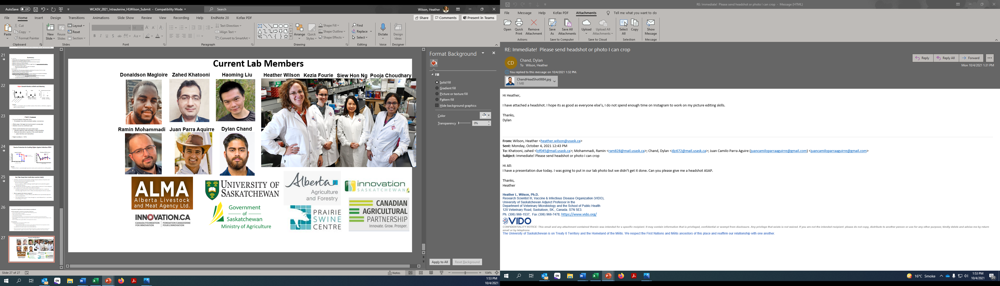 AutoSave Off WCASV_2021_Intrauterine_HLWilson_Submit - Compatibility Mode Search Wilson, Heather
File Home Insert Design Transitions Animations Slide Show Review View Recording Help EndNote 20 Kofax PDF Share Comments Present in Teams
Paste Cut Copy Format Painter
New Slide Reuse Slides Layout Reset Section
Text Direction Align Text Convert to SmartArt
Arrange Quick Styles Shape Fill Shape Outline Shape Effects
Find Replace Select Dictate Design Ideas
Clipboard Slides Font Paragraph Drawing Editing Voice Designer
21
22
Piglet Growth Kinetics at Birth and Weaning
23
24
Passive Protection for Suckling Piglets Against Infectious PEDV
25
26
27
Current Lab Members
Donaldson Magloire Zahed Khatooni Haoming Liu Heather Wilson Kezia Fourie Siew Hon Ng Pooja Choudhary
Ramin Mohammadi Juan Parra Aquirre Dylan Chand
ALMA
Alberta Livestock
and Meat Agency Ltd.
UNIVERSITY OF
SASKATCHEWAN
Alberta
Agriculture
and Forestry
innovation
SASKATCHEWAN
INNOVATION.CA
CANADA FOUNDATION FOR INNOVATION
FONDATION CANADIENNE POUR L'INNOVATION
Government
of
Saskatchewan
Ministry of Agriculture
PRAIRIE
SWINE
CENTRE
CANADIAN
AGRICULTURAL
PARTNERSHIP
Innovate. Grow. Prosper.
Format Background
Fill
Solid fill
Gradient fill
Picture or texture fill
Pattern fill
Hide background graphics
Color
Transparency 0%
Apply to All Reset Background
Slide 27 of 27 Notes 104%
EN
1:53 PM
10/4/2021
RE: Immediate! Please send headshot or photo I can crop - Message (HTML)
File Message Help Kofax PDF Attachments Tell me what you want to do
Open Quick Print Remove Attachment Save As Save All Attachments Upload Upload All Attachments Select All Copy Show Message
Actions Save to Computer Save to Cloud Selection Message
RE: Immediate! Please send headshot or photo I can crop
CD
Chand, Dylan
To Wilson, Heather
Reply Reply All Forward
Mon 10/4/2021 1:31 PM
You replied to this message on 10/4/2021 1:32 PM.
ChandHeadShot9884.jpg
1 MB
Hi Heather,
I have attached a headshot. I hope its as good as everyone else's, I do not spend enough time on Instagram to work on my picture editing skills.
Thanks,
Dylan
From: Wilson, Heather <heather.wilson@usask.ca>
Sent: Monday, October 4, 2021 12:43 PM
To: Khatooni, zahed <lof045@mail.usask.ca>; Mohammadi, Ramin <ram828@mail.usask.ca>; Chand, Dylan <djc672@mail.usask.ca>; Juan Camilo Parra Aguire (juancamiloparraaguirre@gmail.com) <juancamiloparraaguirre@gmail.com>
Subject: Immediate! Please send headshot or photo I can crop
Hi All:
I have a presentation due today. I was going to put in our lab photo but we didn't get it done. Can you please give me a headshot ASAP.
Thanks,
Heather
Heather L. Wilson, Ph.D.
Research Scientist III, Vaccine & Infectious Disease Organization (VIDO),
University of Saskatchewan Adjunct Professor in the
Department of Veterinary Microbiology and the School of Public Health
120 Veterinary Road, Saskatoon, SK., Canada. S7N 5E3.
Ph. (306) 966-1537, Fax (306) 966-7478; https://www.vido.org/
VIDO
CONFIDENTIALITY NOTICE: This email and any attachment contained therein was intended for a specific recipient. It may contain information that is privileged, confidential or exempt from disclosure. Any privilege that exists is not waived. If you are not the intended recipient: please do not copy, distribute to another person or use for any other purpose; kindly delete and advise me by return
email or by telephone.
The University of Saskatchewan is on Treaty 6 Territory and the Homeland of the Métis. We respect the First Nations and Métis ancestors of this place and reaffirm our relationship with one another.
EN
16°C Smoke
1:53 PM
10/4/2021
20